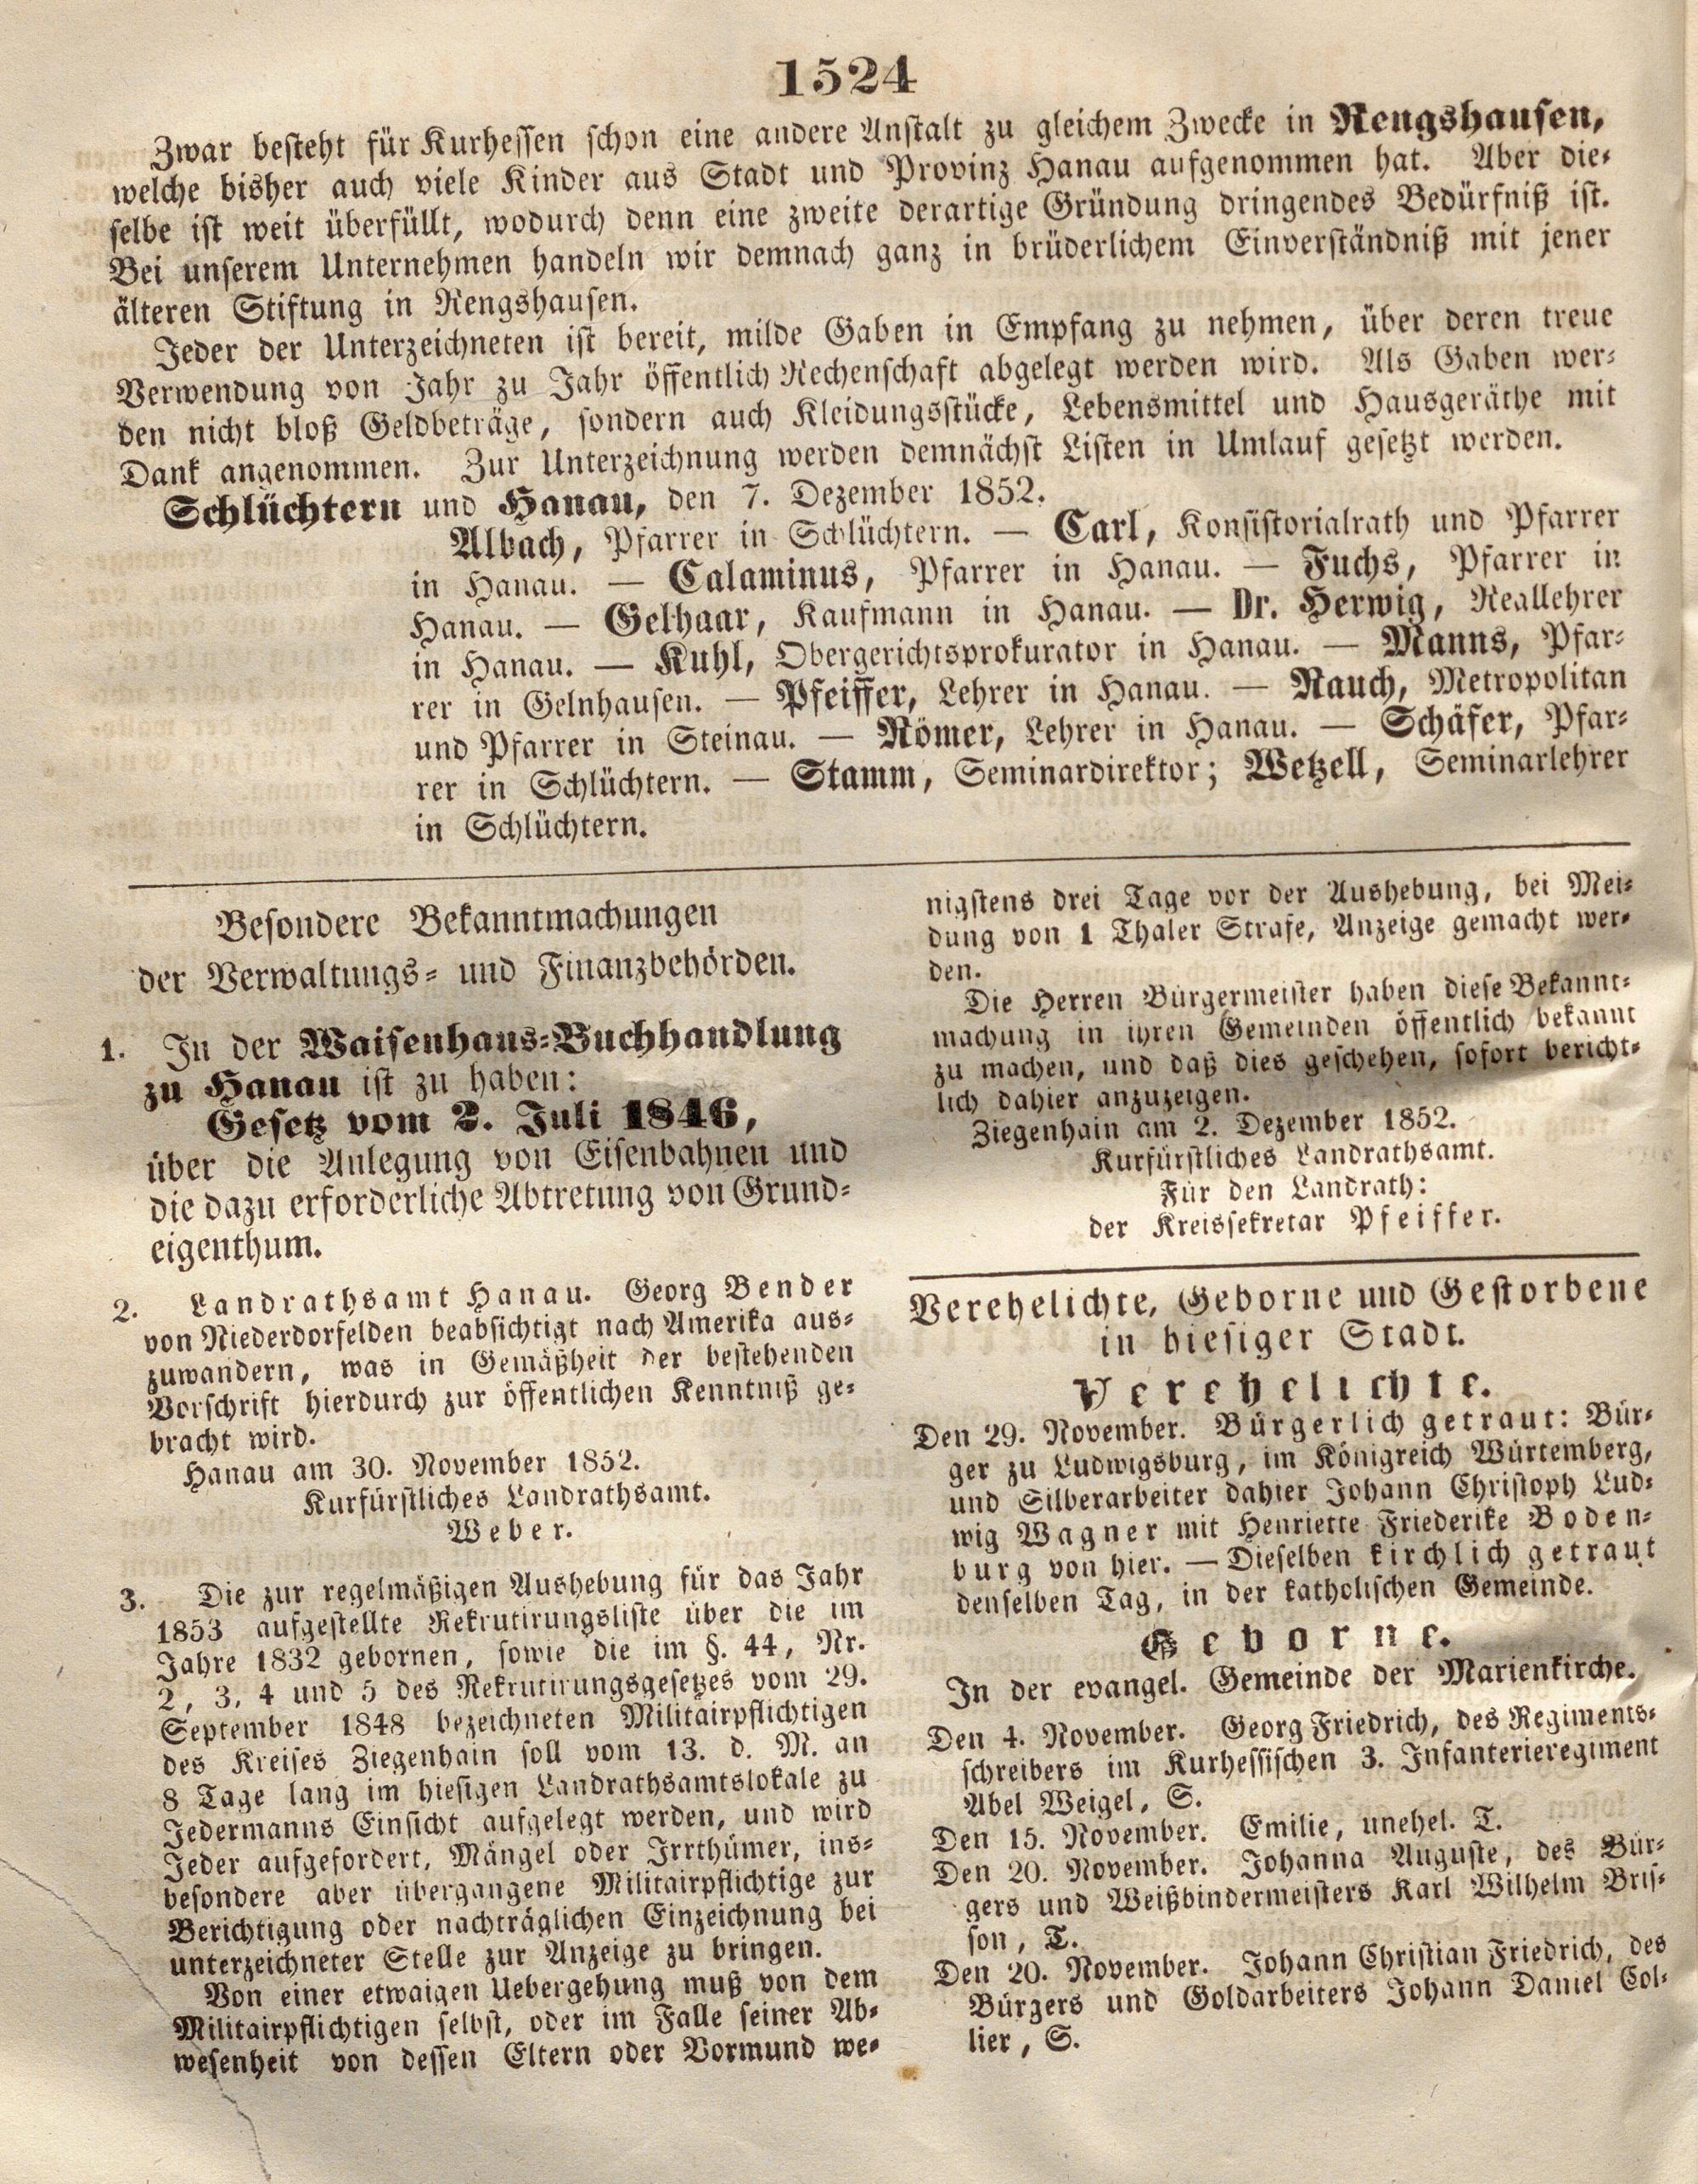 1524
Zwar besteht für Kurhessen schon eine andere Anstalt zu gleichem Zwecke in Rengshausen,
welche bisher auch viele Kinder aus Stadt und Provinz Hanau aufgenommen hat. Aber die-
selbe ist weit überfüllt, wodurch denn eine zweite derartige Gründung dringendes Bedürfniß ist.
Bei unserem Unternehmen handeln wir demnach ganz in brüderlichem Einverständniß mit jener
älteren Stiftung in Rengshausen.
Jeder der Unterzeichneten ist bereit, milde Gaben in Empfang zu nehmen, über deren treue
Verwendung von Jahr zu Jahr öffentlich Rechenschaft abgelegt werden wird. Als Gaben wer-
den nicht bloß Geldbeträge, sondern auch Kleidungsstücke, Lebensmittel und Hausgeräthe mit
Dank angenommen. Zur Unterzeichnung werden demnächst Listen in Umlauf gesetzt werden.
Schlüchtern und Hanau, den 7. Dezember 1852.
Albach, Pfarrer in Schlüchtern. — Carl, Konsistorialrath und Pfarrer
in Hanau. — Calaminus, Pfarrer in Hanau. — Fuchs, Pfarrer in
Hanau. — Gelhaar, Kaufmann in Hanau. — Dr. Herwig, Reallehrer
in Hanau. — Kuhl, Obergerichtsprokurator in Hanau. — Manns, Pfar-
rer in Gelnhausen. — Pfeiffer, Lehrer in Hanau. — Rauch, Metropolitan
und Pfarrer in Steinau. — Römer, Lehrer in Hanau. — Schäfer, Pfar-
rer in Schlüchtern. — Stamm, Seminardirektor; Wetzell, Seminarlehrer
in Schlüchtern.
Besondere Bekanntmachungen
der Verwaltungs- und Finanzbehörden.
1. In der Waisenhaus-Buchhandlung
zu Hanau ist zu haben:
Gesetz vom 2. Juli 1846,
über die Anlegung von Eisenbahnen und
die dazu erforderliche Abtretung von Grund-
eigenthum.
2. Landrathsamt Hanau. Georg Bender
von Niederdorfelden beabsichtigt nach Amerika aus-
zuwandern, was in Gemäßheit der bestehenden
Vorschrift hierdurch zur öffentlichen Kenntniß ge-
bracht wird.
Hanau am 30. November 1852.
Kurfürstliches Landrathsamt.
Weber.
3. Die zur regelmäßigen Aushebung für das Jahr
1853 aufgestellte Rekrutirungsliste über die im
Jahre 1832 gebornen, sowie die im §. 44, Nr.
2, 3, 4 und 5 des Rekrutirungsgesetzes vom 29.
September 1848 bezeichneten Militairpflichtigen
des Kreises Ziegenhain soll vom 13. d. M. an
8 Tage lang im hiesigen Landrathsamtslokale zu
Jedermanns Einsicht aufgelegt werden, und wird
Jeder aufgefordert, Mängel oder Irrthümer, ins-
besondere aber übergangene Militairpflichtige zur
Berichtigung oder nachträglichen Einzeichnung bei
unterzeichneter Stelle zur Anzeige zu bringen.
Von einer etwaigen Uebergehung muß von dem
Militairpflichtigen selbst, oder im Falle seiner Ab-
wesenheit von dessen Eltern oder Vormund we-
nigstens drei Tage vor der Aushebung, bei Mei-
dung von 1 Thaler Strafe, Anzeige gemacht wer-
den.
Die Herren Bürgermeister haben diese Bekannt-
machung in ihren Gemeinden öffentlich bekannt
zu machen, und daß dies geschehen, sofort bericht-
lich dahier anzuzeigen.
Ziegenhain am 2. Dezember 1852.
Kurfürstliches Landrathsamt.
Für den Landrath:
der Kreissekretar Pfeiffer.
Verehelichte, Geborne und Gestorbene
in hiesiger Stadt.
Verehelichte.
Den 29. November. Bürgerlich getraut: Bür-
ger zu Ludwigsburg, im Königreich Würtemberg,
und Silberarbeiter dahier Johann Christoph Lud-
wig Wagner mit Henriette Friederike Boden-
burg von hier. — Dieselben kirchlich getraut
denselben Tag, in der katholischen Gemeinde.
Geborne.
In der evangel. Gemeinde der Marienkirche.
Den 4. November. Georg Friedrich, des Regiments-
schreibers im Kurhessischen 3. Infanterieregiment
Abel Weigel, S.
Den 15. November. Emilie, unehel. T.
Den 20. November. Johanna Auguste, des Bür-
gers und Weißbindermeisters Karl Wilhelm Bris-
son, T.
Den 20. November. Johann Christian Friedrich, des
Bürgers und Goldarbeiters Johann Daniel Col-
lier, S.